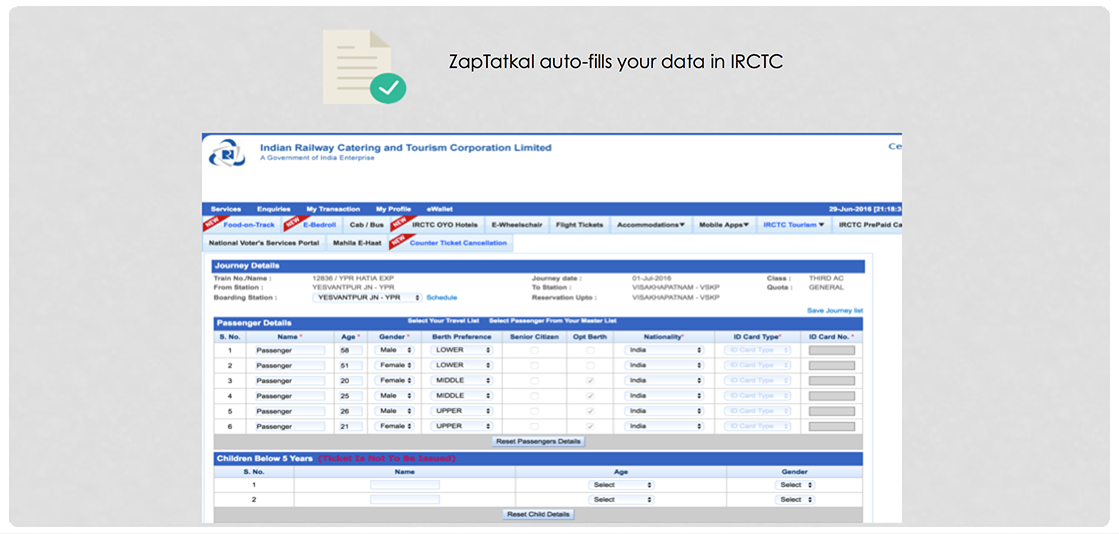 ZapTatkal auto-fills your data in IRCTC
Indian Railway Catering and Tourism Corporation Limited
A Government of India Enterprise
Ce
Services Enquiries My Transaction My Profile eWallet 29-Jun-2016 [21:18:3
NEW Food-on-Track NEW E-Bedroll Cab / Bus NEW IRCTC OYO Hotels E-Wheelchair Flight Tickets Accommodations▼ Mobile Apps▼ IRCTC Tourism ▼ IRCTC PrePaid Ca
National Voter's Services Portal Mahila E-Haat NEW Counter Ticket Cancellation
Journey Details
Train No./Name : 12836 / YPR HATIA EXP Journey date : 01-Jul-2016 Class : THIRD AC
From Station : YESVANTPUR JN - YPR To Station : VISAKHAPATNAM - VSKP Quota : GENERAL
Boarding Station : YESVANTPUR JN - YPR Schedule Reservation Upto : VISAKHAPATNAM - VSKP
Save Journey list
Passenger Details Select Your Travel List Select Passenger From Your Master List
S. No. Name * Age * Gender * Berth Preference Senior Citizen Opt Berth Nationality* ID Card Type* ID Card No. *
1 Passenger 58 Male LOWER India ID Card Type
2 Passenger 51 Female LOWER India ID Card Type
3 Passenger 20 Female MIDDLE India ID Card Type
4 Passenger 25 Male MIDDLE India ID Card Type
5 Passenger 26 Male UPPER India ID Card Type
6 Passenger 21 Female UPPER India ID Card Type
Reset Passengers Details
Children Below 5 Years (Ticket Is Not To Be Issued)
S. No. Name Age Gender
1 Select Select
2 Select Select
Reset Child Details